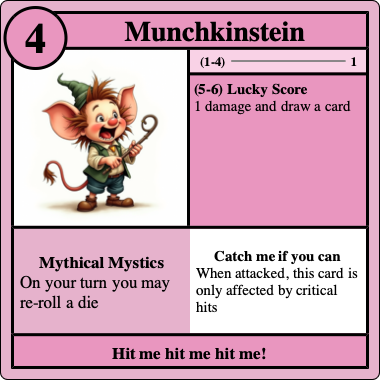 4
Munchkinstein
(1-4) 1
(5-6) Lucky Score
1 damage and draw a card
Mythical Mystics
On your turn you may
re-roll a die
Catch me if you can
When attacked, this card is
only affected by critical
hits
Hit me hit me hit me!